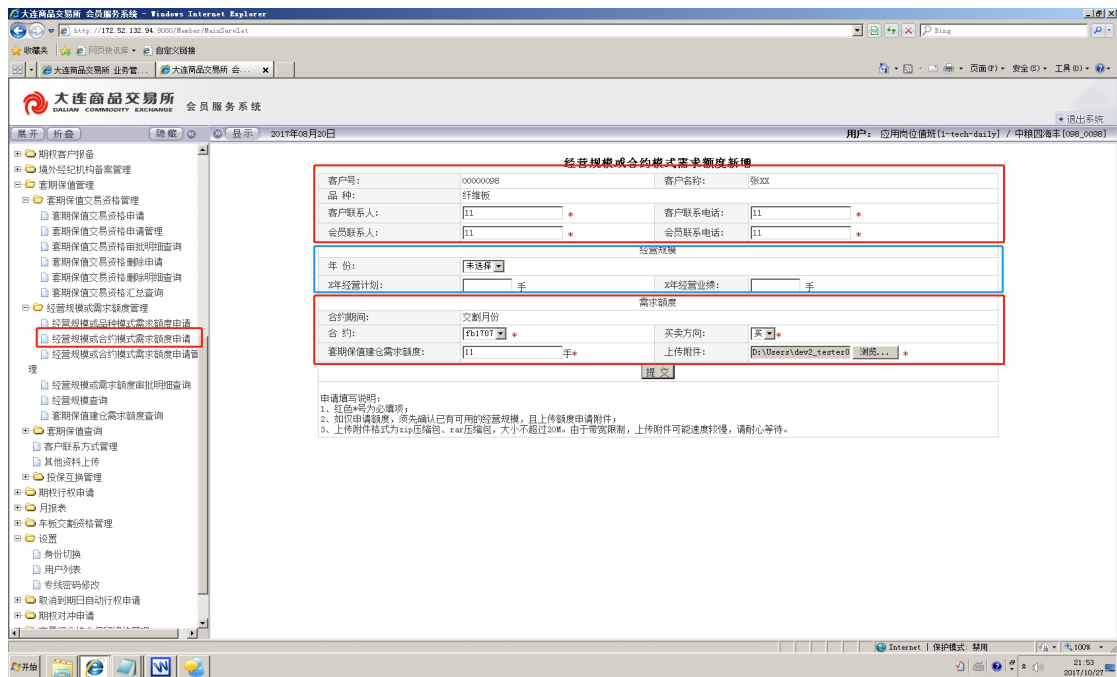 大连商品交易所 会员服务系统 - Windows Internet Explorer
http://172.52.132.94:9080/Member/MainServlet
Bing
收藏夹 网页快讯库 自定义链接
大连商品交易所 业务管... 大连商品交易所 会... x
页面(P) 安全(S) 工具(O)
大连商品交易所 会员服务系统
DALIAN COMMODITY EXCHANGE
退出系统
展开 折叠 隐藏 显示 2017年08月20日 用户: 应用岗位值班[1-tech-daily] / 中粮四海丰[098_0098]
期权客户报备
境外经纪机构备案管理
套期保值管理
套期保值交易资格管理
套期保值交易资格申请
套期保值交易资格申请管理
套期保值交易资格审批明细查询
套期保值交易资格删除申请
套期保值交易资格删除明细查询
套期保值交易资格汇总查询
经营规模或需求额度管理
经营规模或品种模式需求额度申请
经营规模或合约模式需求额度申请
经营规模或合约模式需求额度申请管
理
经营规模或需求额度审批明细查询
经营规模查询
套期保值建仓需求额度查询
套期保值查询
客户联系方式管理
其他资料上传
投保互换管理
期权行权申请
月报表
车板交割资格管理
设置
身份切换
用户列表
专线密码修改
取消到期日自动行权申请
期权对冲申请
经营规模或合约模式需求额度新增
客户号: 00000098 客户名称: 张XX
品 种: 纤维板
客户联系人: 11 * 客户联系电话: 11 *
会员联系人: 11 * 会员联系电话: 11 *
经营规模
年 份: 未选择
X年经营计划: 手 X年经营业绩: 手
需求额度
合约期间: 交割月份
合 约: fb1707 * 买卖方向: 买 *
套期保值建仓需求额度: 11 手* 上传附件: D:\Users\dev2_tester0 浏览... *
提 交
申请填写说明:
1、红色*号为必填项;
2、如仅申请额度,须先确认已有可用的经营规模,且上传额度申请附件;
3、上传附件格式为zip压缩包、rar压缩包,大小不超过20M。由于带宽限制,上传附件可能速度较慢,请耐心等待。
Internet | 保护模式: 禁用 100%
开始 21:53
2017/10/27